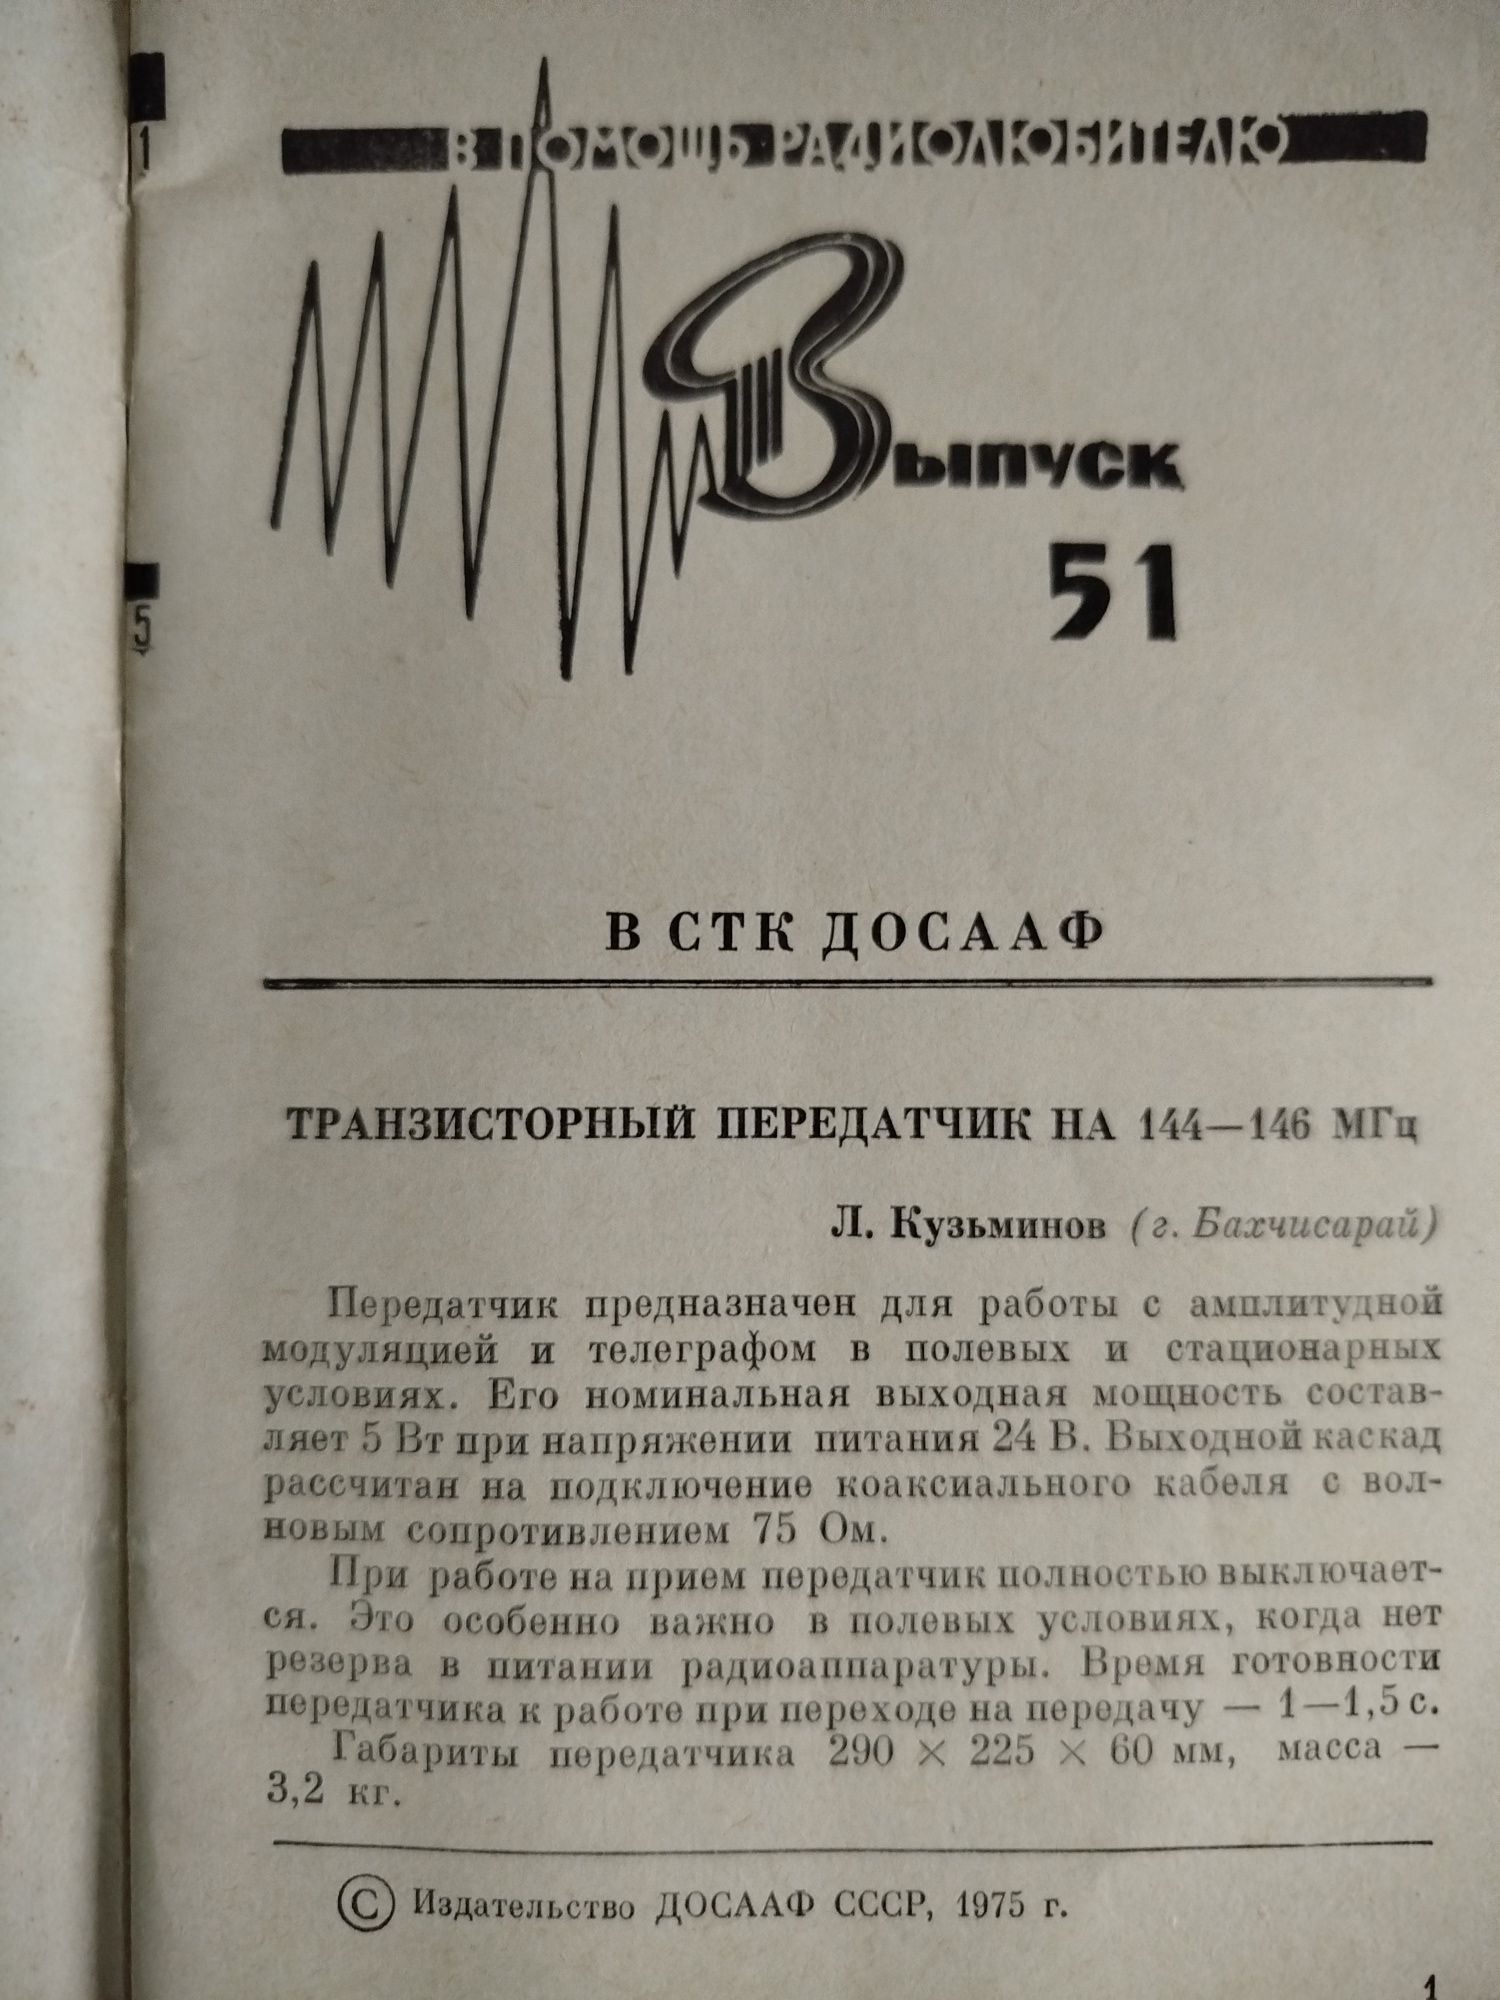 1
В ПОМОЩЬ РАДИОЛЮБИТЕЛЮ
Выпуск
51
5
В СТК ДОСААФ
ТРАНЗИСТОРНЫЙ ПЕРЕДАТЧИК НА 144—146 МГц
Л. Кузьминов (г. Бахчисарай)
Передатчик предназначен для работы с амплитудной
модуляцией и телеграфом в полевых и стационарных
условиях. Его номинальная выходная мощность состав-
ляет 5 Вт при напряжении питания 24 В. Выходной каскад
рассчитан на подключение коаксиального кабеля с вол-
новым сопротивлением 75 Ом.
При работе на прием передатчик полностью выключает-
ся. Это особенно важно в полевых условиях, когда нет
резерва в питании радиоаппаратуры. Время готовности
передатчика к работе при переходе на передачу — 1—1,5 с.
Габариты передатчика 290 × 225 × 60 мм, масса —
3,2 кг.
© Издательство ДОСААФ СССР, 1975 г.
1